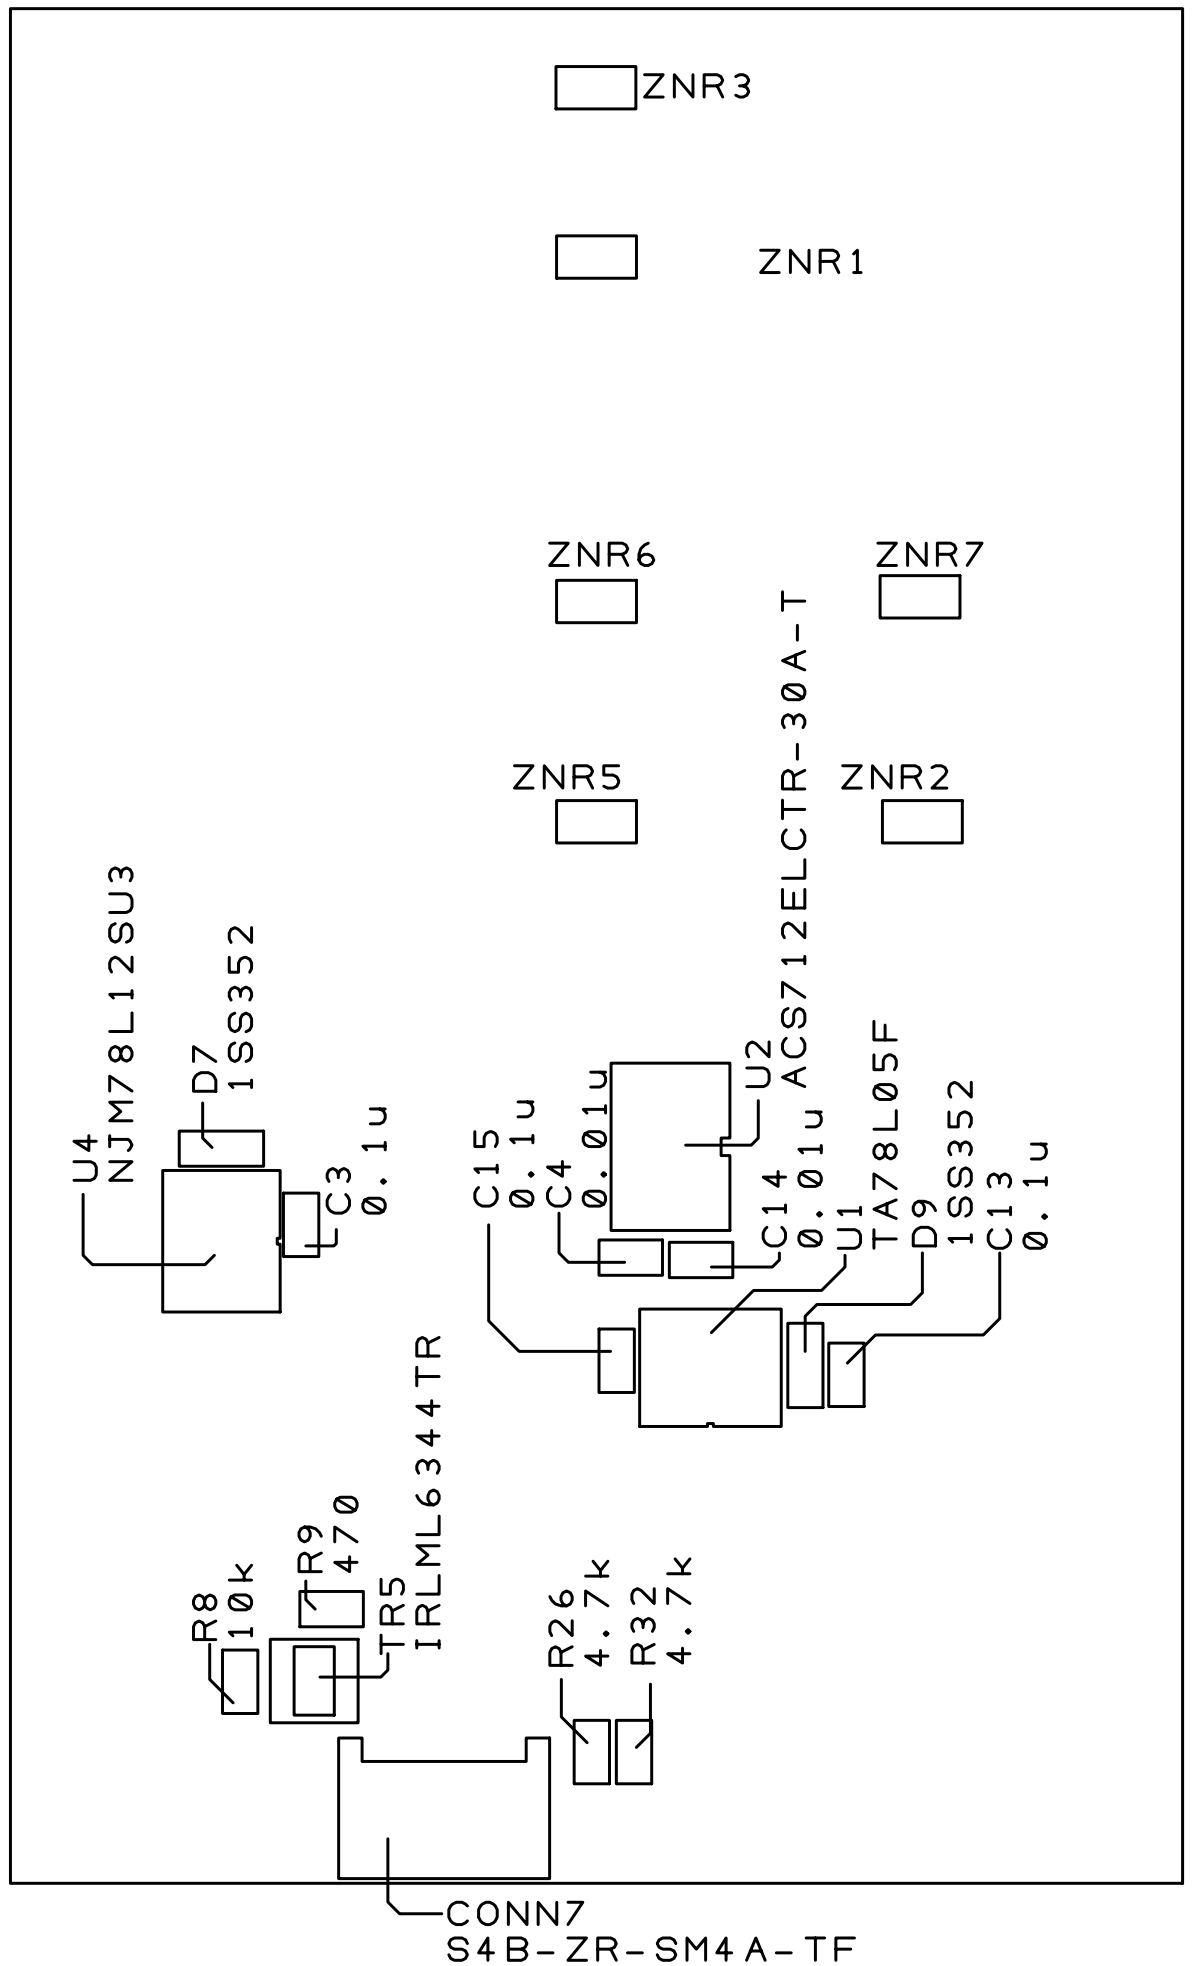 ZNR3
ZNR1
ZNR6
ZNR7
ZNR5
ZNR2
U4
NJM78L12SU3
D7
1SS352
C3
0.1u
C15
0.1u
C4
0.01u
U2
ACS712ELCTR-30A-T
C14
0.01u
U1
TA78L05F
D9
1SS352
C13
0.1u
R8
10k
R9
470
TR5
IRLML6344TR
R26
4.7k
R32
4.7k
CONN7
S4B-ZR-SM4A-TF